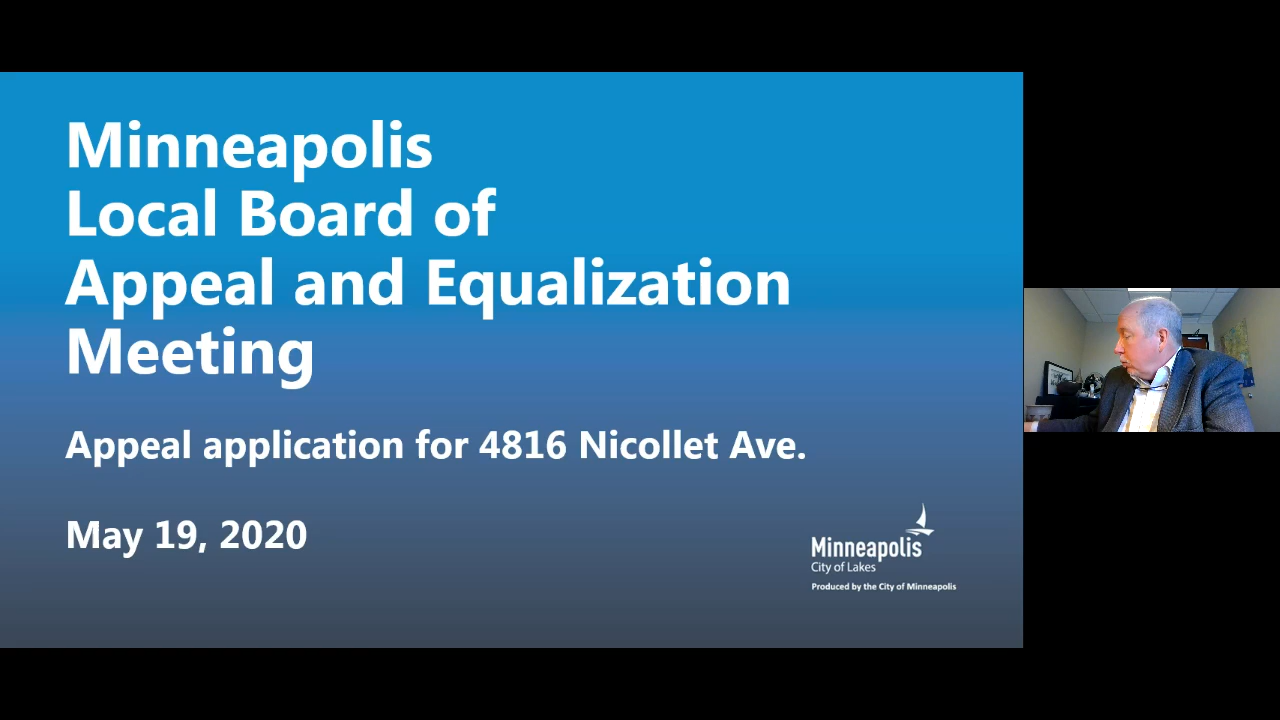 Minneapolis
Local Board of
Appeal and Equalization
Meeting
Appeal application for 4816 Nicollet Ave.
May 19, 2020
Minneapolis
City of Lakes
Produced by the City of Minneapolis